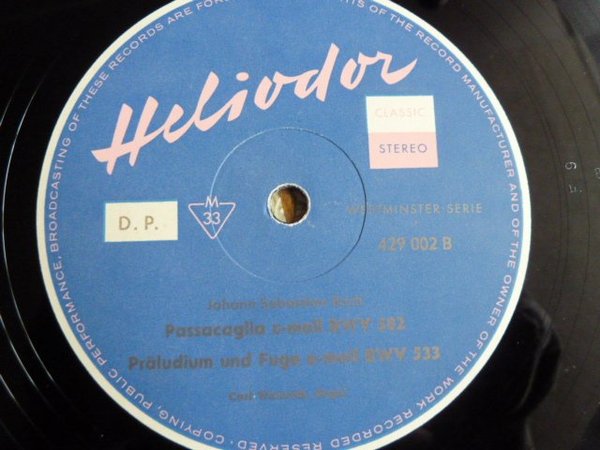 Heliodor
CLASSIC
STEREO
D. P.
M
33
WESTMINSTER-SERIE
429 002 B
Johann Sebastian Bach
Passacaglia c-moll BWV 582
Präludium und Fuge e-moll BWV 533
Carl Weinrich, Orgel
COPYING, PUBLIC PERFORMANCE, BROADCASTING OF THESE RECORDS ARE
OF THE RECORD MANUFACTURER AND OF THE OWNER OF THE WORK RECORDED RESERVED